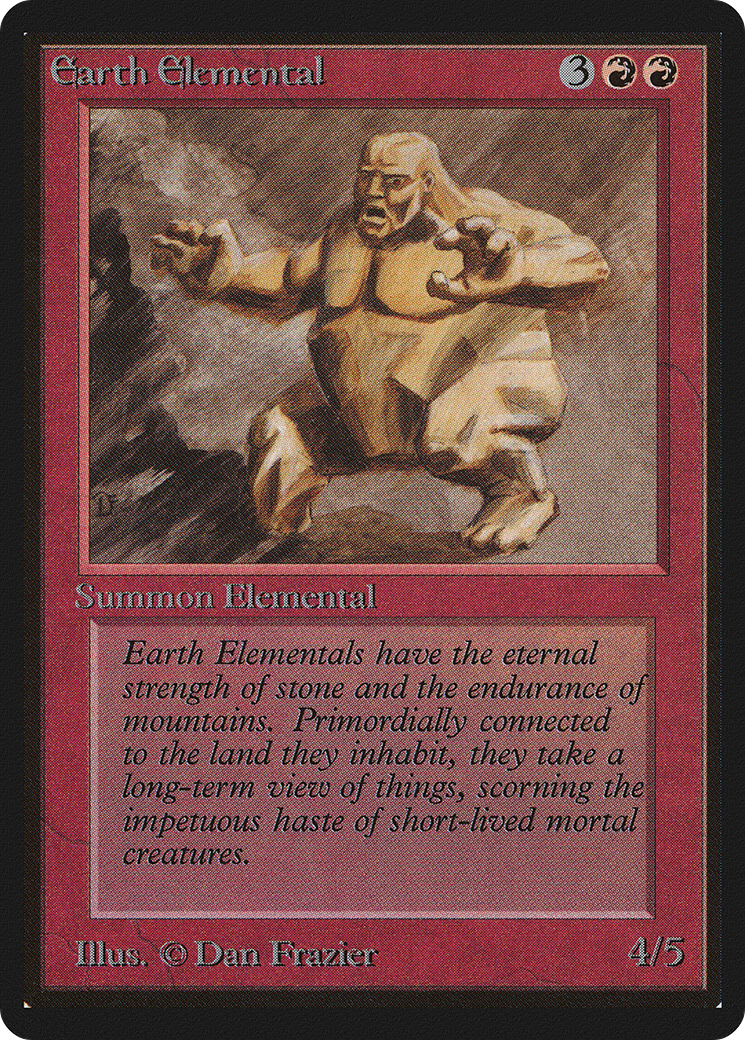 Earth Elemental 3
DF
Summon Elemental
Earth Elementals have the eternal
strength of stone and the endurance of
mountains. Primordially connected
to the land they inhabit, they take a
long-term view of things, scorning the
impetuous haste of short-lived mortal
creatures.
Illus. © Dan Frazier 4/5